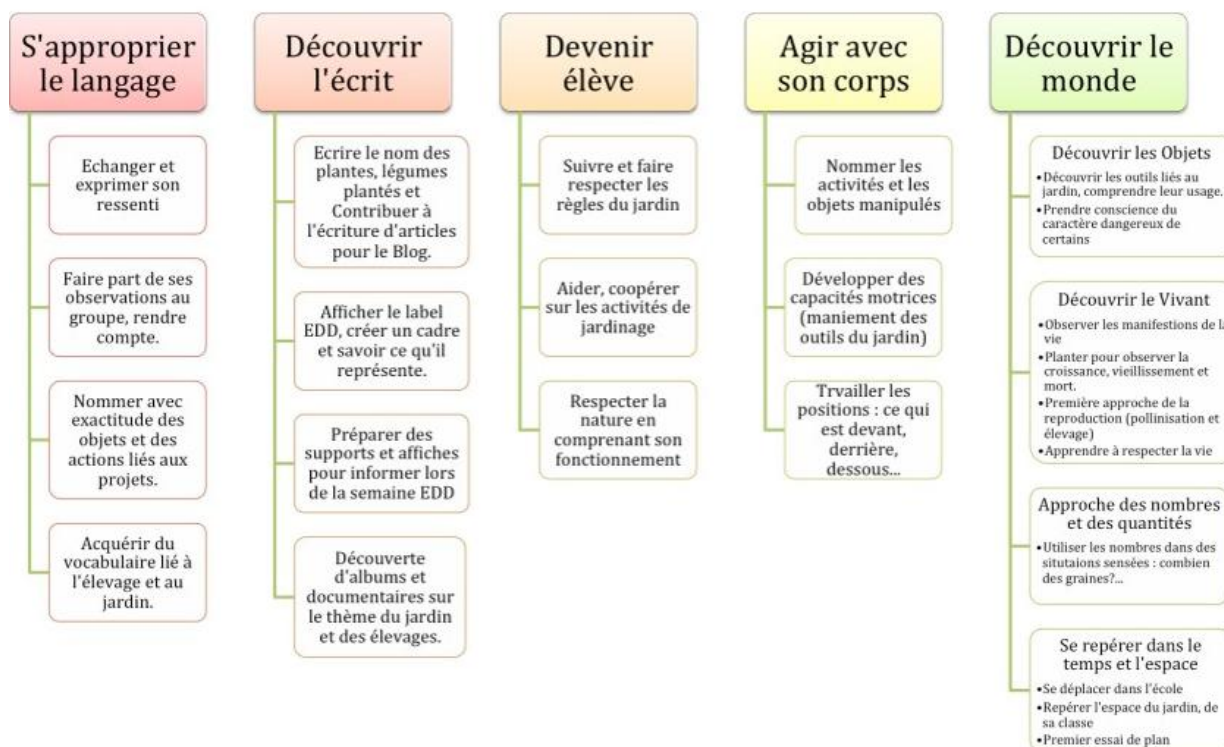 S'approprier
le langage
Echanger et
exprimer son
ressenti
Faire part de ses
observations au
groupe, rendre
compte.
Nommer avec
exactitude des
objets et des
actions liés aux
projets.
Acquérir du
vocabulaire lié à
l'élevage et au
jardin.
Découvrir
l'écrit
Ecrire le nom des
plantes, légumes
plantés et
Contribuer à
l'écriture d'articles
pour le Blog.
Afficher le label
EDD, créer un cadre
et savoir ce qu'il
représente.
Préparer des
supports et affiches
pour informer lors
de la semaine EDD
Découverte
d'albums et
documentaires sur
le thème du jardin
et des élevages.
Devenir
élève
Suivre et faire
respecter les
règles du jardin
Aider, coopérer
sur les activités de
jardinage
Respecter la
nature en
comprenant son
fonctionnement
Agir avec
son corps
Nommer les
activités et les
objets manipulés
Développer des
capacités motrices
(maniement des
outils du jardin)
Trvailler les
positions : ce qui
est devant,
derrière,
dessous...
Découvrir le
monde
Découvrir les Objets
•Découvrir les outils liés au
jardin, comprendre leur usage.
•Prendre conscience du
caractère dangereux de
certains
Découvrir le Vivant
•Observer les manifestions de la
vie
•Planter pour observer la
croissance, vieillissement et
mort.
•Première approche de la
reproduction (pollinisation et
élevage)
•Apprendre à respecter la vie
Approche des nombres
et des quantités
•Utiliser les nombres dans des
situtaions sensées : combien
des graines?...
Se repérer dans le
temps et l'espace
•Se déplacer dans l'école
•Repérer l'espace du jardin, de
sa classe
•Premier essai de plan